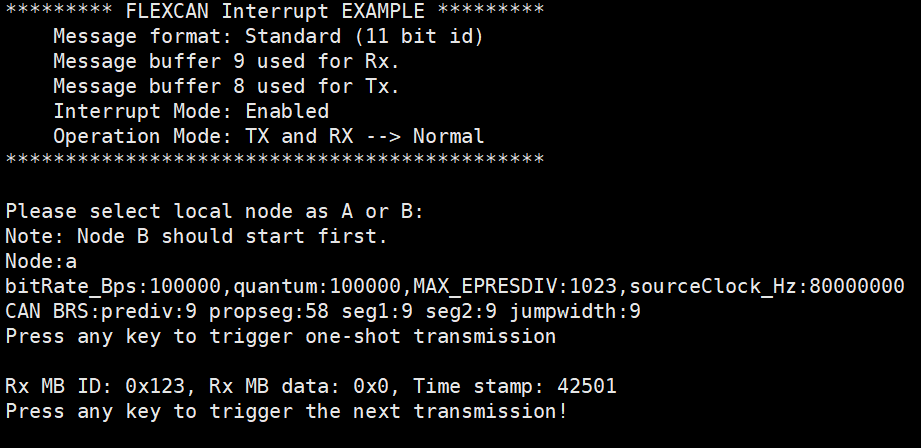 ********* FLEXCAN Interrupt EXAMPLE *********
    Message format: Standard (11 bit id)
    Message buffer 9 used for Rx.
    Message buffer 8 used for Tx.
    Interrupt Mode: Enabled
    Operation Mode: TX and RX --> Normal
*********************************************

Please select local node as A or B:
Note: Node B should start first.
Node:a
bitRate_Bps:100000,quantum:100000,MAX_EPRESDIV:1023,sourceClock_Hz:80000000
CAN BRS:prediv:9 propseg:58 seg1:9 seg2:9 jumpwidth:9
Press any key to trigger one-shot transmission

Rx MB ID: 0x123, Rx MB data: 0x0, Time stamp: 42501
Press any key to trigger the next transmission!